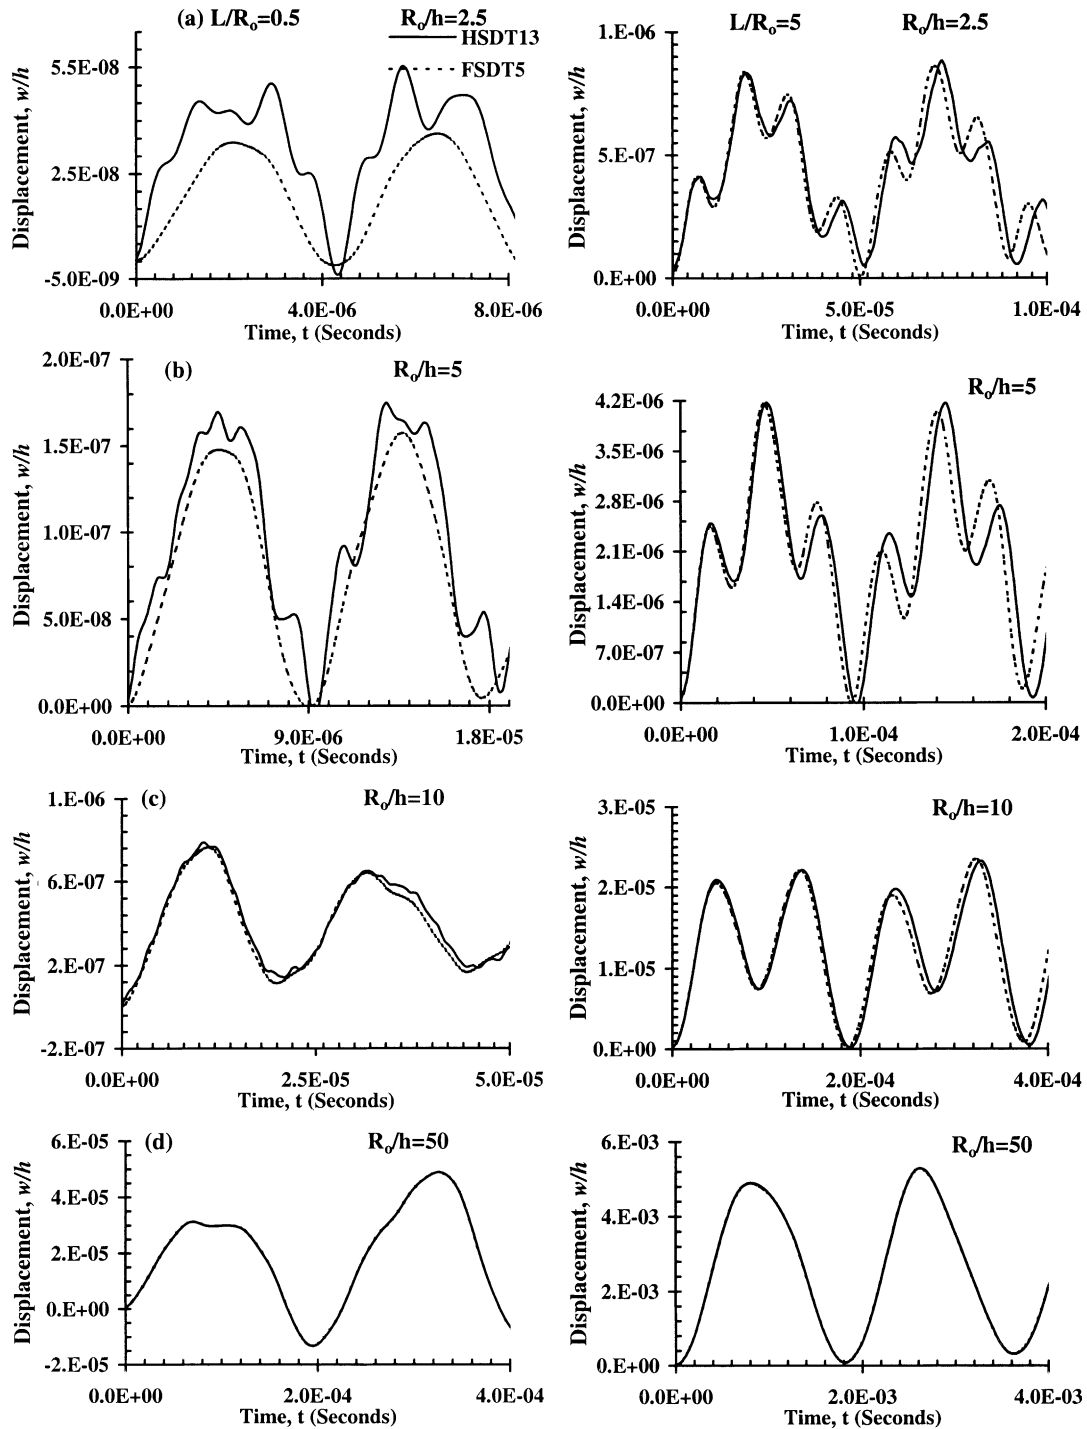 (a) L/Rₒ=0.5 Rₒ/h=2.5
HSDT13
FSDT5
Displacement, w/h
5.5E-08
2.5E-08
-5.0E-09
0.0E+00 4.0E-06 8.0E-06
Time, t (Seconds)
L/Rₒ=5 Rₒ/h=2.5
Displacement, w/h
1.E-06
5.E-07
0.E+00
0.0E+00 5.0E-05 1.0E-04
Time, t (Seconds)
(b) Rₒ/h=5
Displacement, w/h
2.0E-07
1.5E-07
1.0E-07
5.0E-08
0.0E+00
0.0E+00 9.0E-06 1.8E-05
Time, t (Seconds)
Rₒ/h=5
Displacement, w/h
4.2E-06
3.5E-06
2.8E-06
2.1E-06
1.4E-06
7.0E-07
0.0E+00
0.0E+00 1.0E-04 2.0E-04
Time, t (Seconds)
(c) Rₒ/h=10
Displacement, w/h
1.E-06
6.E-07
2.E-07
-2.E-07
0.0E+00 2.5E-05 5.0E-05
Time, t (Seconds)
Rₒ/h=10
Displacement, w/h
3.E-05
2.E-05
1.E-05
0.E+00
0.0E+00 2.0E-04 4.0E-04
Time, t (Seconds)
(d) Rₒ/h=50
Displacement, w/h
6.E-05
4.E-05
2.E-05
0.E+00
-2.E-05
0.0E+00 2.0E-04 4.0E-04
Time, t (Seconds)
Rₒ/h=50
Displacement, w/h
6.E-03
4.E-03
2.E-03
0.E+00
0.0E+00 2.0E-03 4.0E-03
Time, t (Seconds)